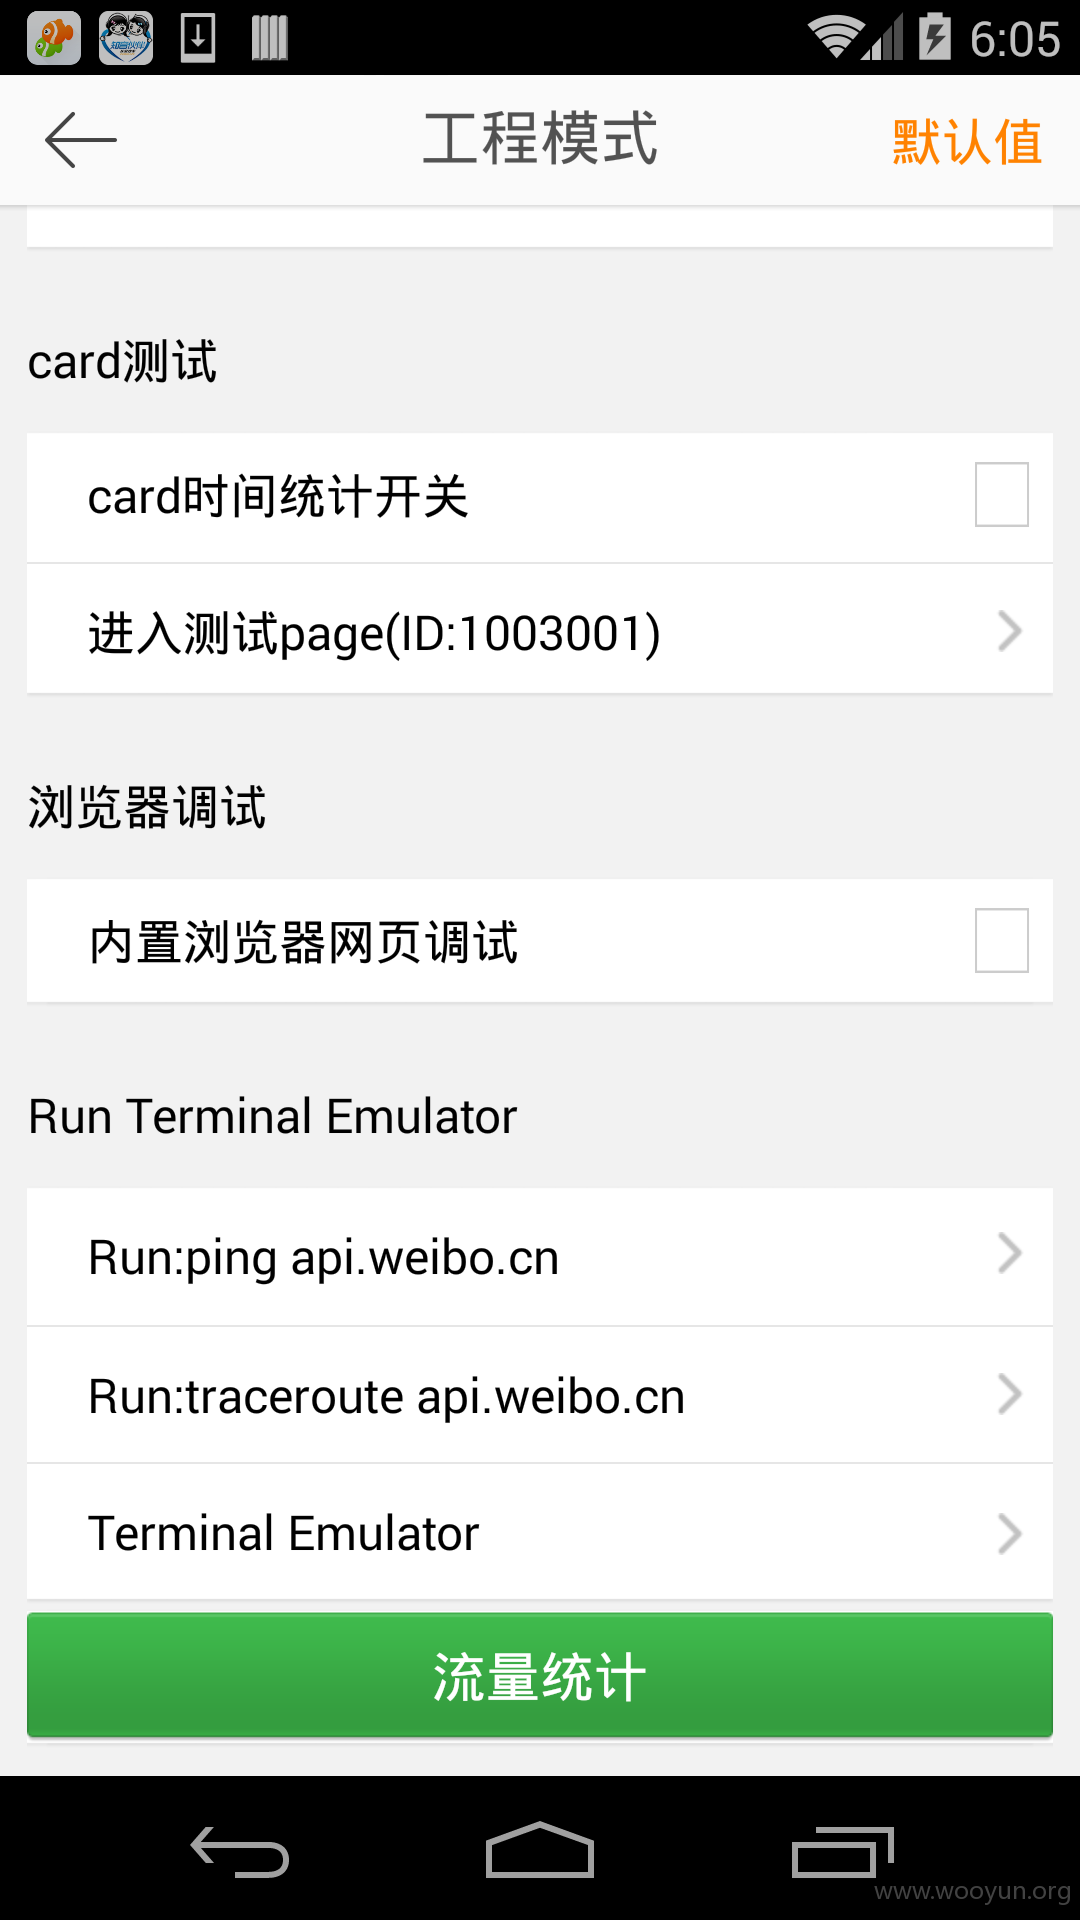 6:05
工程模式
默认值
card测试
card时间统计开关
进入测试page(ID:1003001)
浏览器调试
内置浏览器网页调试
Run Terminal Emulator
Run:ping api.weibo.cn
Run:traceroute api.weibo.cn
Terminal Emulator
流量统计
www.wooyun.org